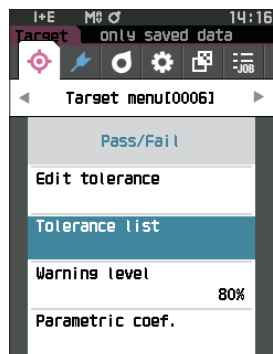 I+E M0 14:16
Target only saved data
-JOB
Target menu[0006]
Pass/Fail
Edit tolerance
Tolerance list
Warning level
80%
Parametric coef.